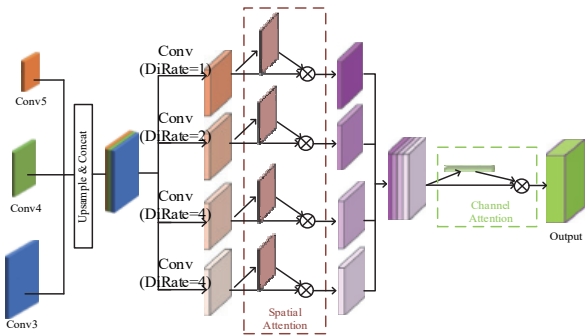 Conv5
Conv4
Conv3
Upsample & Concat
Conv
(DiRate=1)
Conv
(DiRate=2)
Conv
(DiRate=4)
Conv
(DiRate=4)
Spatial
Attention
Channel
Attention
Output